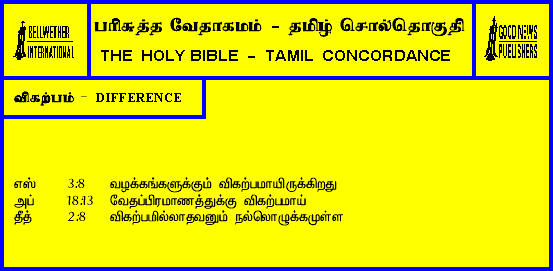 BELLWETHER
INTERNATIONAL
பரிசுத்த வேதாகமம் - தமிழ் சொல்தொகுதி
THE HOLY BIBLE - TAMIL CONCORDANCE
GOOD NEWS
PUBLISHERS
விகற்பம் - DIFFERENCE
எஸ் 3:8 வழக்கங்களுக்கும் விகற்பமாயிருக்கிறது
அப் 18:13 வேதப்பிரமாணத்துக்கு விகற்பமாய்
தீத் 2:8 விகற்பமில்லாதவனும் நல்லொழுக்கமுள்ள